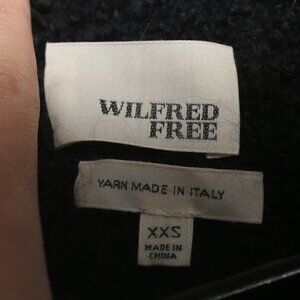 WILFRED
FREE
YARN MADE IN ITALY
XXS
MADE IN
CHINA